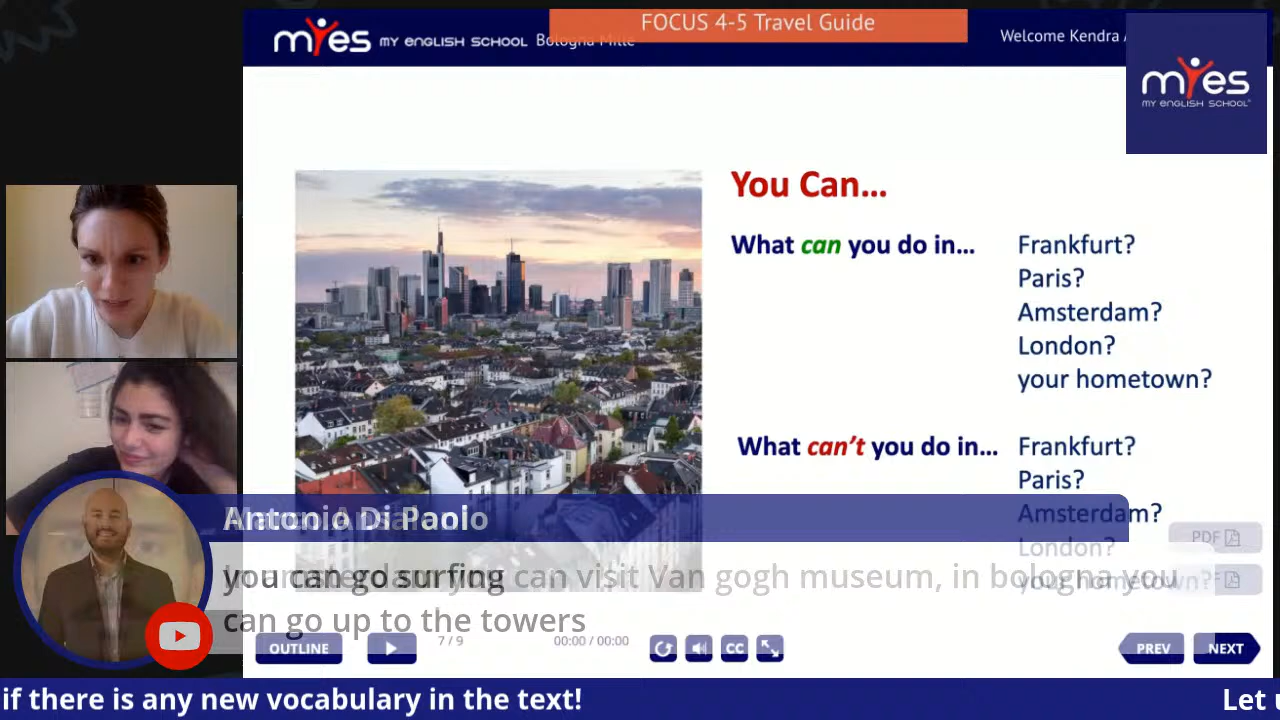 FOCUS 4-5 Travel Guide
myes MY ENGLISH SCHOOL Bologna Mille
Welcome Kendra
myes
MY ENGLISH SCHOOL
You Can...
What can you do in... Frankfurt?
Paris?
Amsterdam?
London?
your hometown?
What can't you do in... Frankfurt?
Paris?
Amsterdam?
London?
your hometown?
PDF
Antonio Di Paolo
you can go surfing
can visit Van gogh museum, in bologna you
can go up to the towers
OUTLINE
7 / 9
00:00 / 00:00
CC
PREV
NEXT
if there is any new vocabulary in the text!
Let